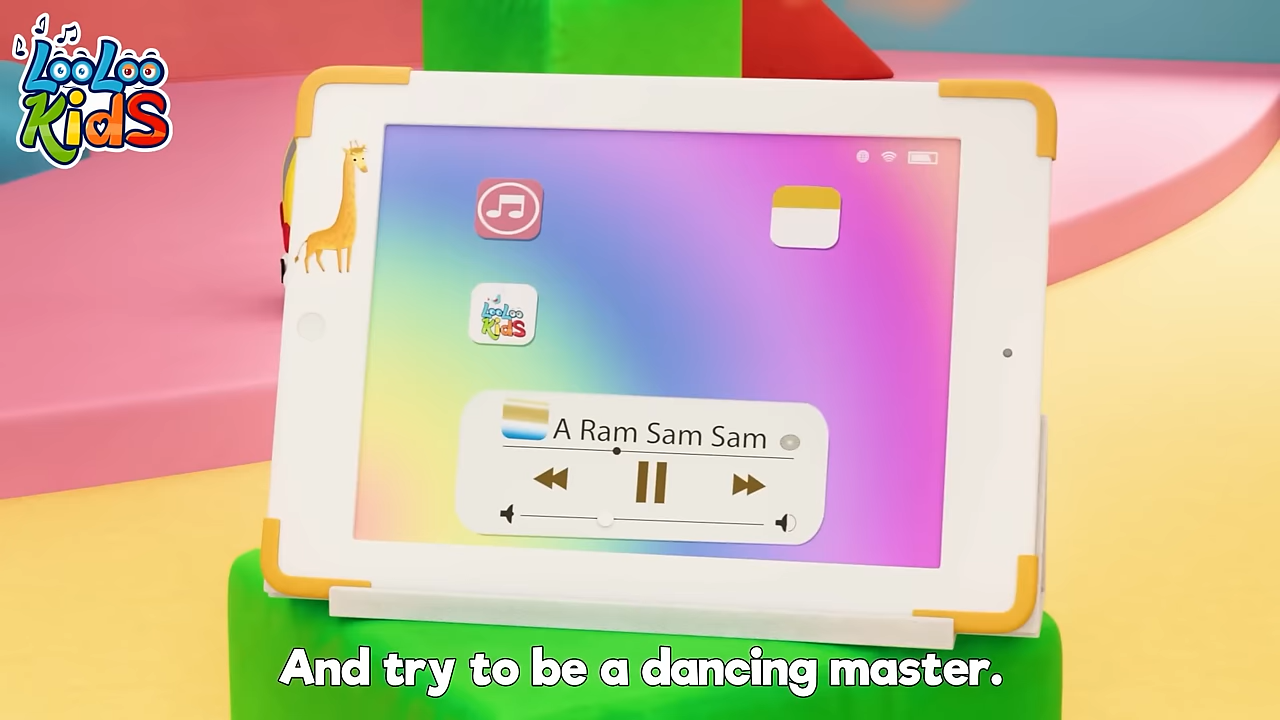 LooLoo
Kids
LooLoo
Kids
A Ram Sam Sam
And try to be a dancing master.